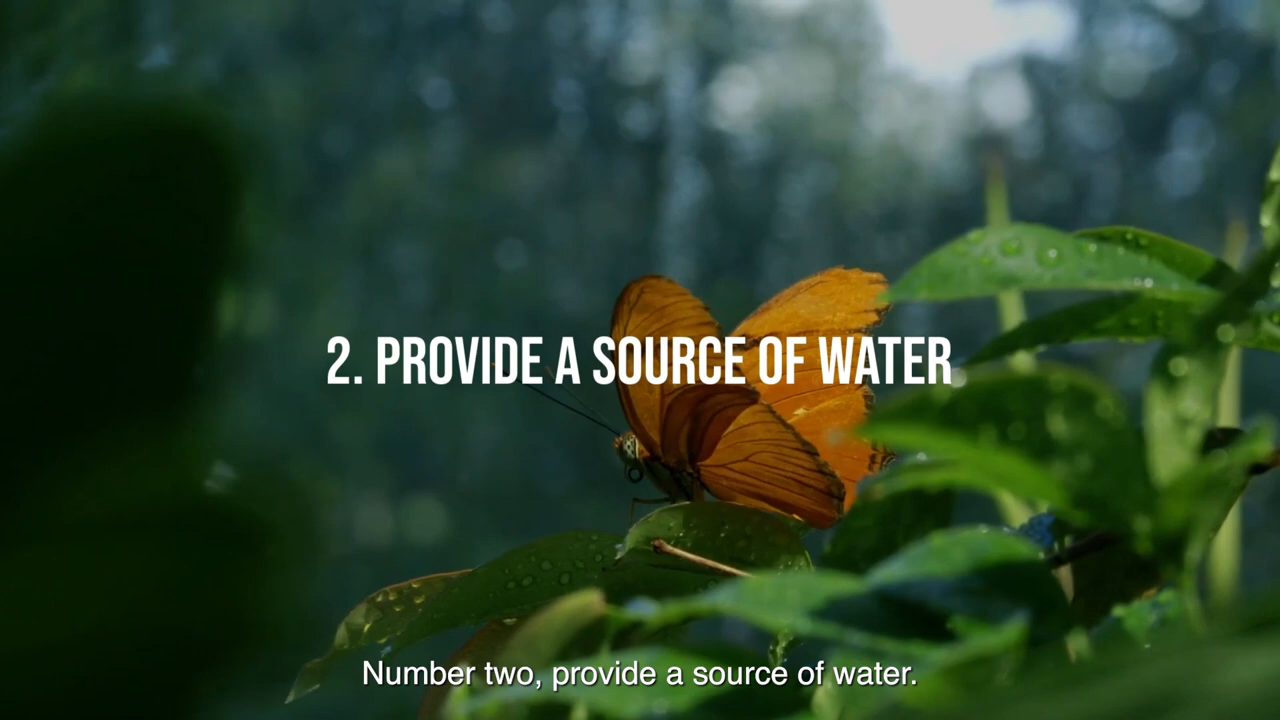 2. PROVIDE A SOURCE OF WATER
Number two, provide a source of water.